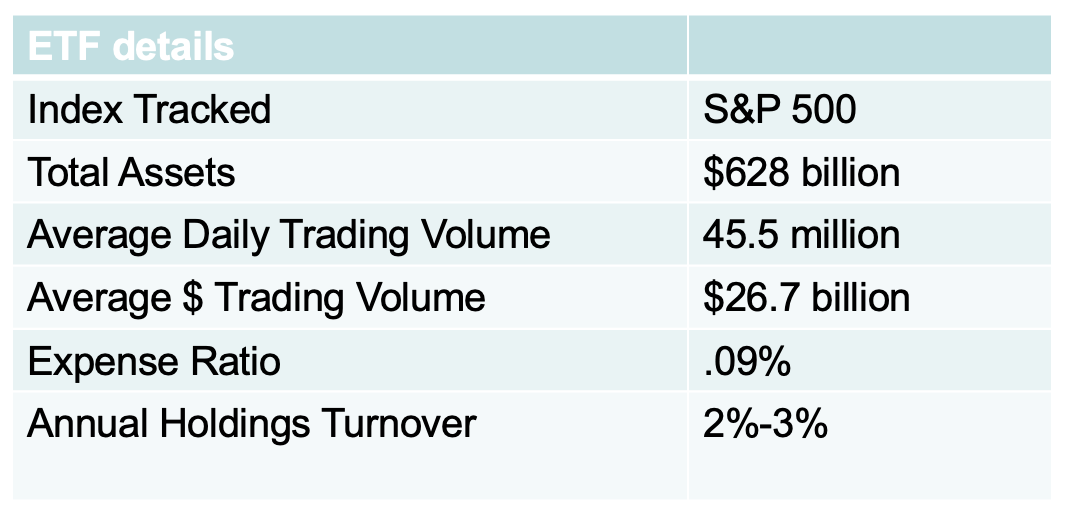 ETF details
Index Tracked S&P 500
Total Assets $628 billion
Average Daily Trading Volume 45.5 million
Average $ Trading Volume $26.7 billion
Expense Ratio .09%
Annual Holdings Turnover 2%-3%